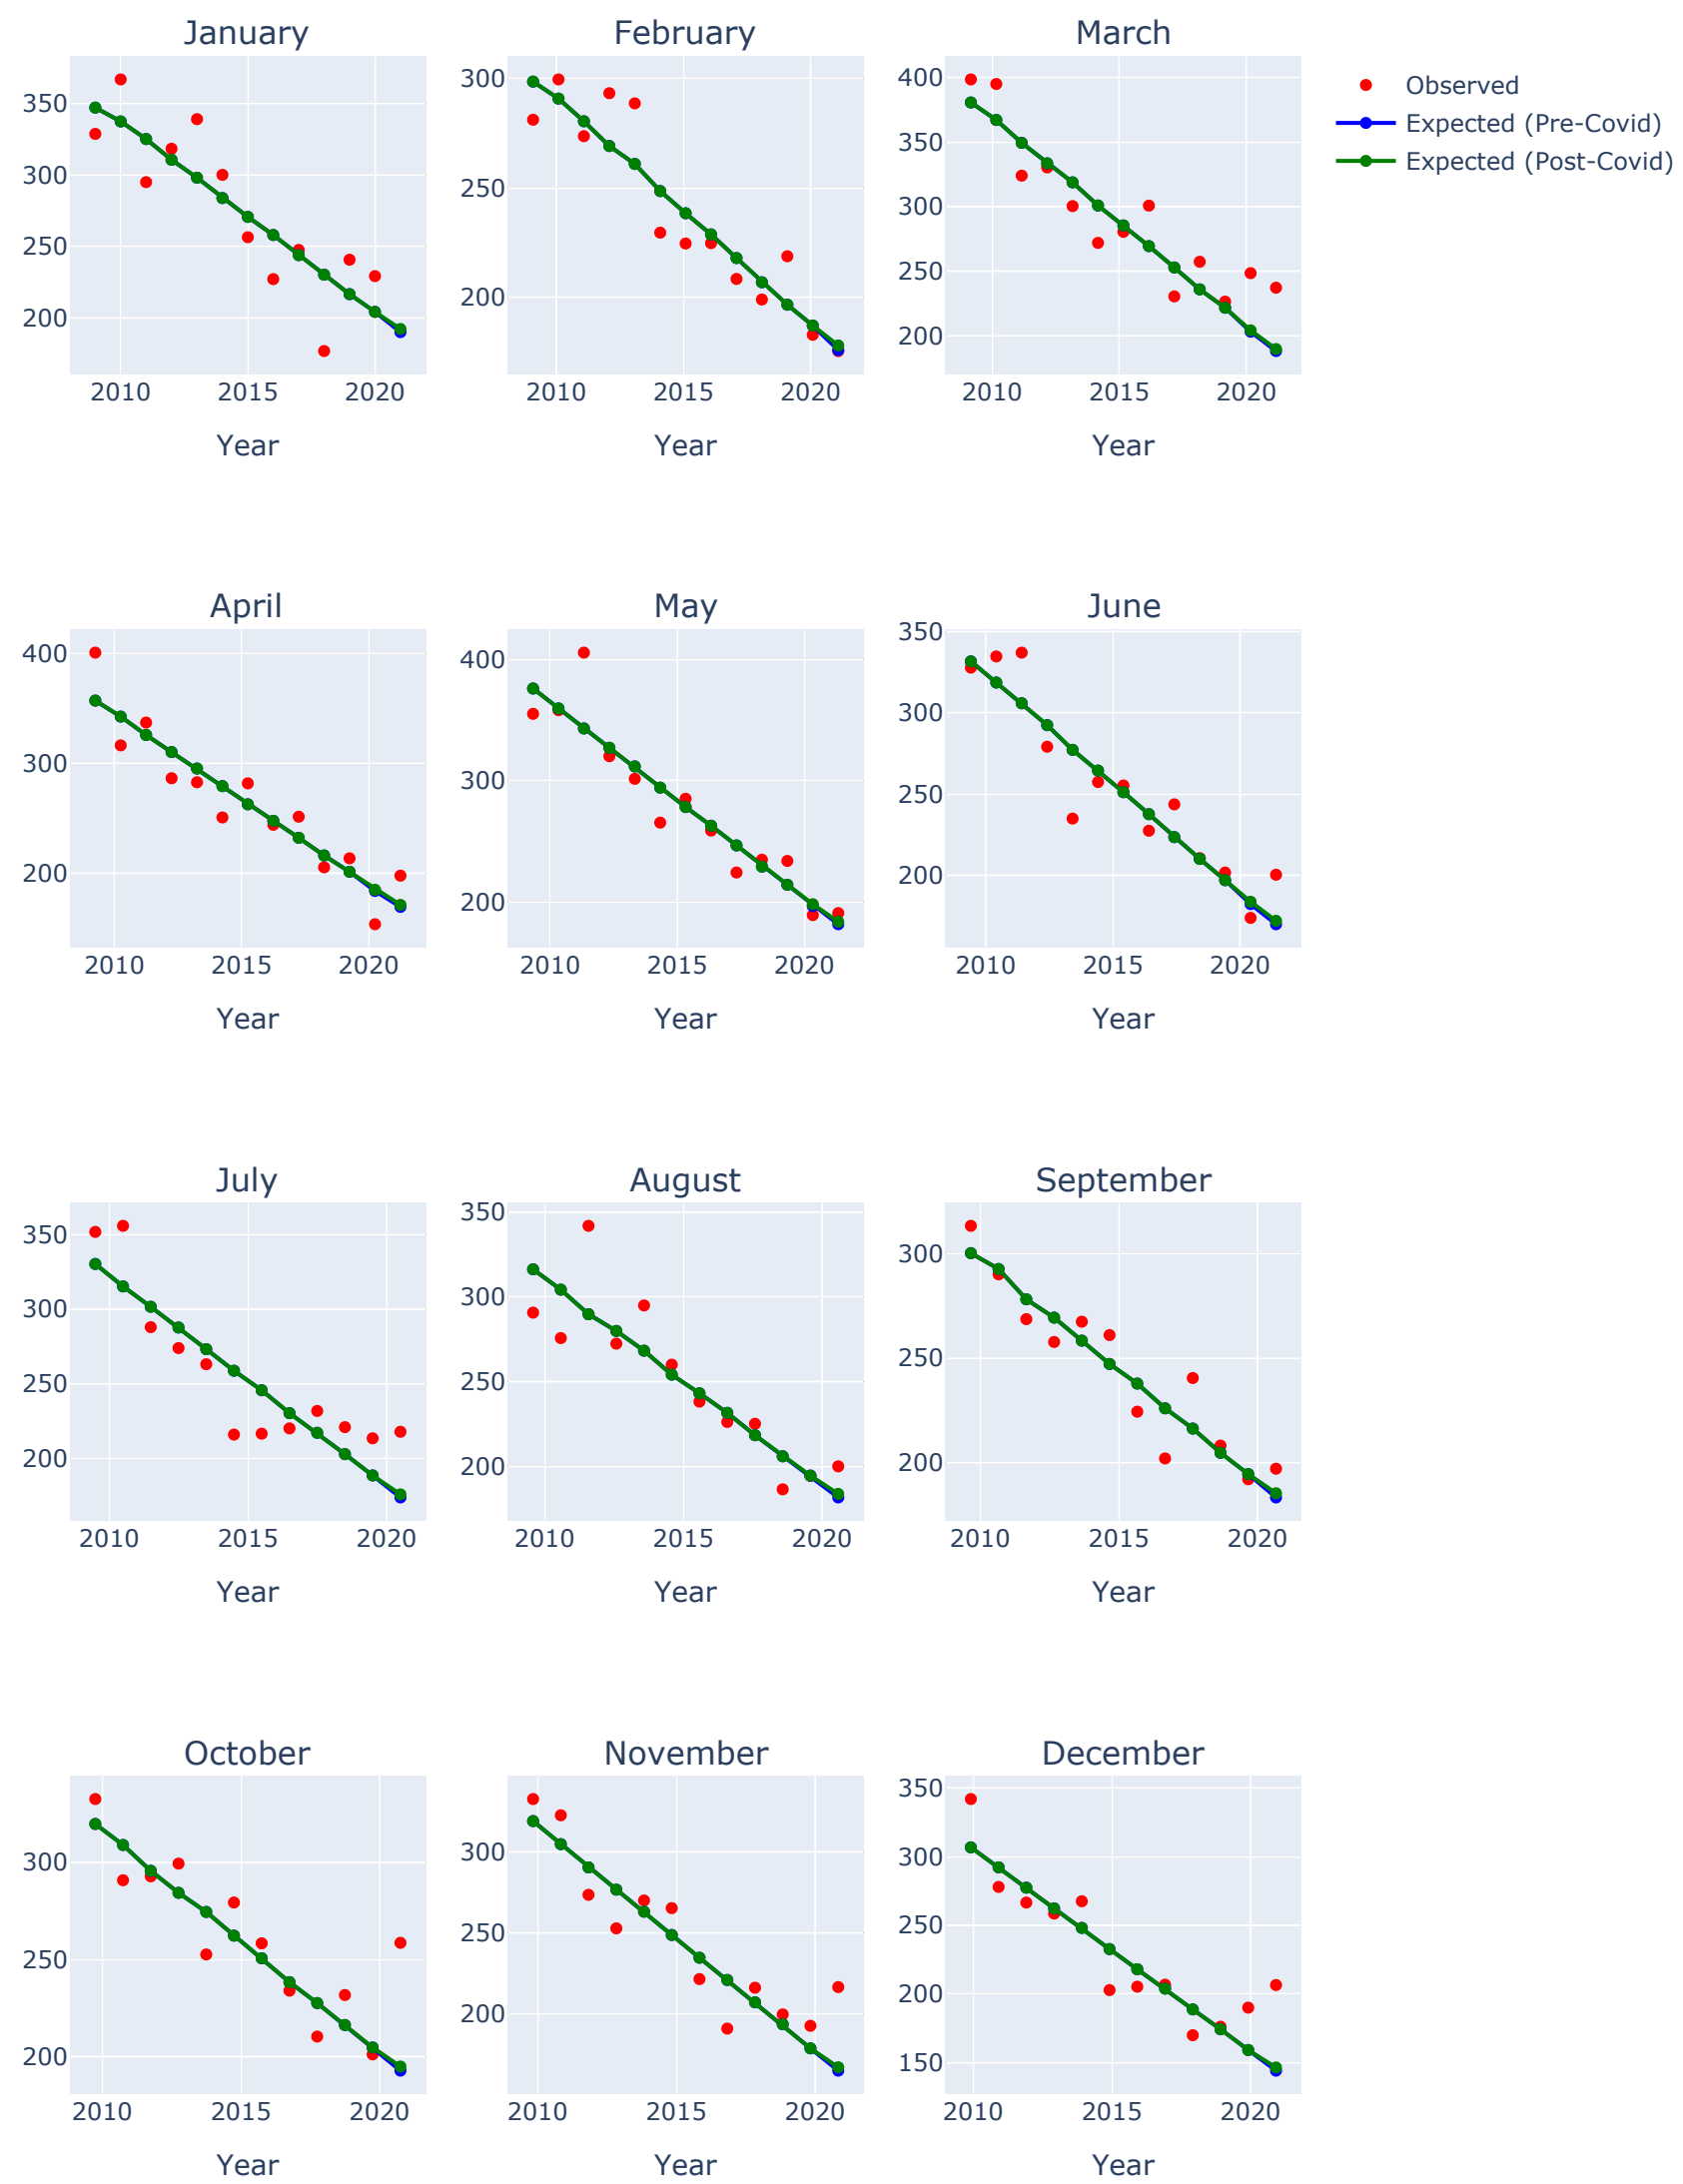 January
February
March
350
300
250
200
2010
2015
2020
Year
300
250
200
2010
2015
2020
Year
400
350
300
250
200
2010
2015
2020
Year
Observed
Expected (Pre-Covid)
Expected (Post-Covid)
April
May
June
400
300
200
2010
2015
2020
Year
400
300
200
2010
2015
2020
Year
350
300
250
200
2010
2015
2020
Year
July
August
September
350
300
250
200
2010
2015
2020
Year
350
300
250
200
2010
2015
2020
Year
300
250
200
2010
2015
2020
Year
October
November
December
300
250
200
2010
2015
2020
Year
300
250
200
2010
2015
2020
Year
350
300
250
200
150
2010
2015
2020
Year